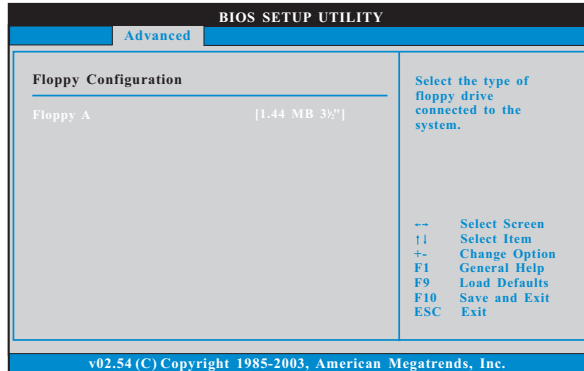 BIOS SETUP UTILITY
Advanced
Floppy Configuration
Floppy A [1.44 MB 3½"]
Select the type of
floppy drive
connected to the
system.
←→ Select Screen
↑↓ Select Item
+- Change Option
F1 General Help
F9 Load Defaults
F10 Save and Exit
ESC Exit
v02.54 (C) Copyright 1985-2003, American Megatrends, Inc.